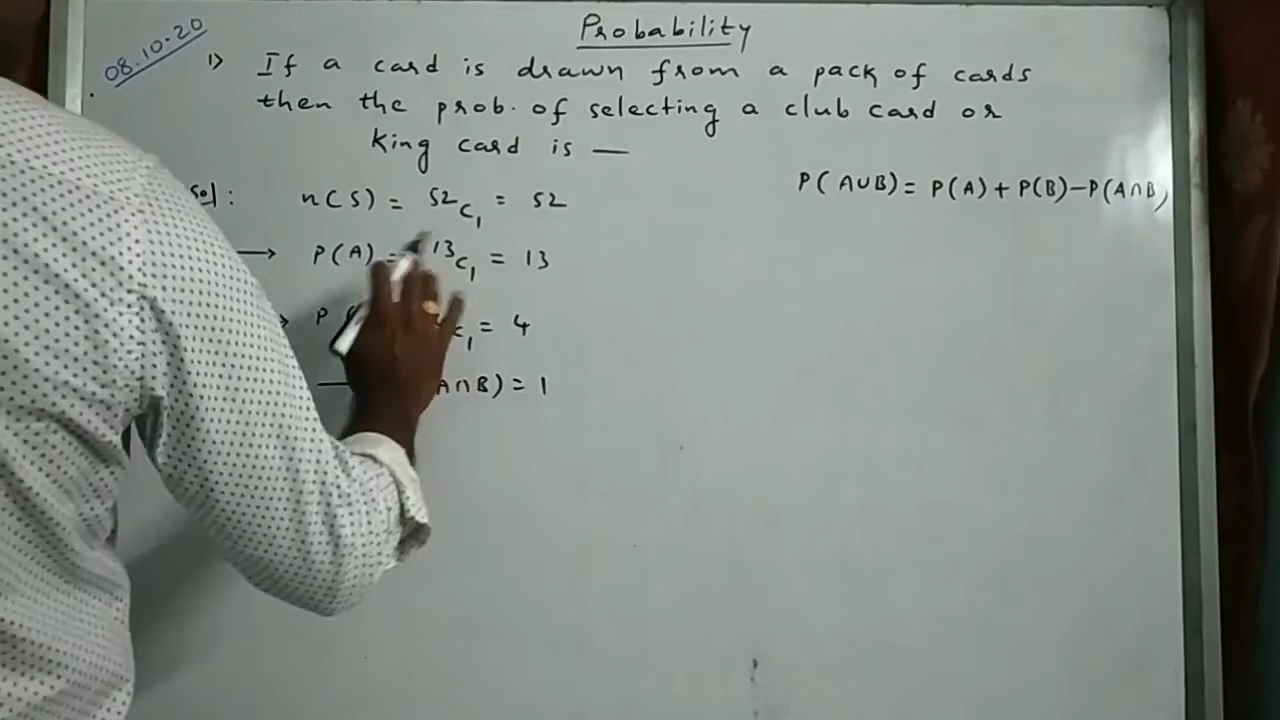 Probability
08.10.20
1) If a card is drawn from a pack of cards
then the prob. of selecting a club card or
king card is —
P(A∪B) = P(A) + P(B) - P(A∩B)
Sol: n(S) = 52C₁ = 52
→ P(A) = 13C₁ = 13
→ P C₁ = 4
A∩B) = 1